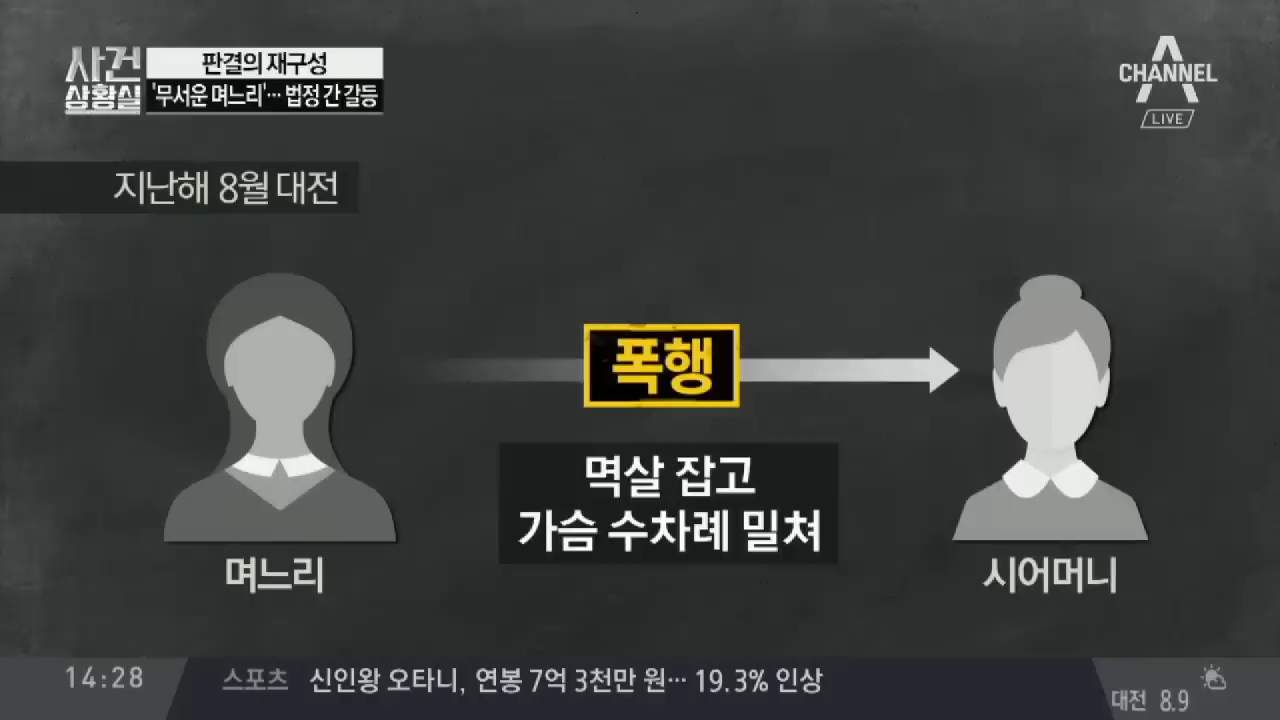 사건
상황실
판결의 재구성
'무서운 며느리'… 법정 간 갈등
CHANNEL A
LIVE
지난해 8월 대전
폭행
멱살 잡고
가슴 수차례 밀쳐
며느리
시어머니
14:28
스포츠 신인왕 오타니, 연봉 7억 3천만 원… 19.3% 인상
대전 8.9